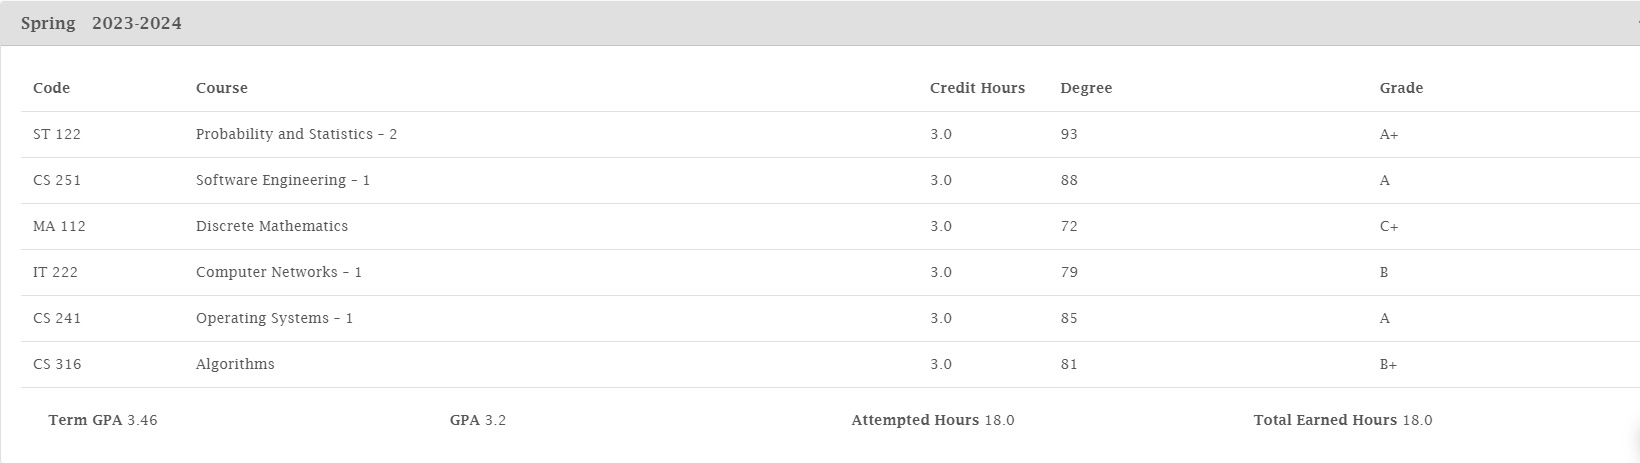 Spring 2023-2024
Code Course Credit Hours Degree Grade
ST 122 Probability and Statistics - 2 3.0 93 A+
CS 251 Software Engineering - 1 3.0 88 A
MA 112 Discrete Mathematics 3.0 72 C+
IT 222 Computer Networks - 1 3.0 79 B
CS 241 Operating Systems - 1 3.0 85 A
CS 316 Algorithms 3.0 81 B+
Term GPA 3.46 GPA 3.2 Attempted Hours 18.0 Total Earned Hours 18.0